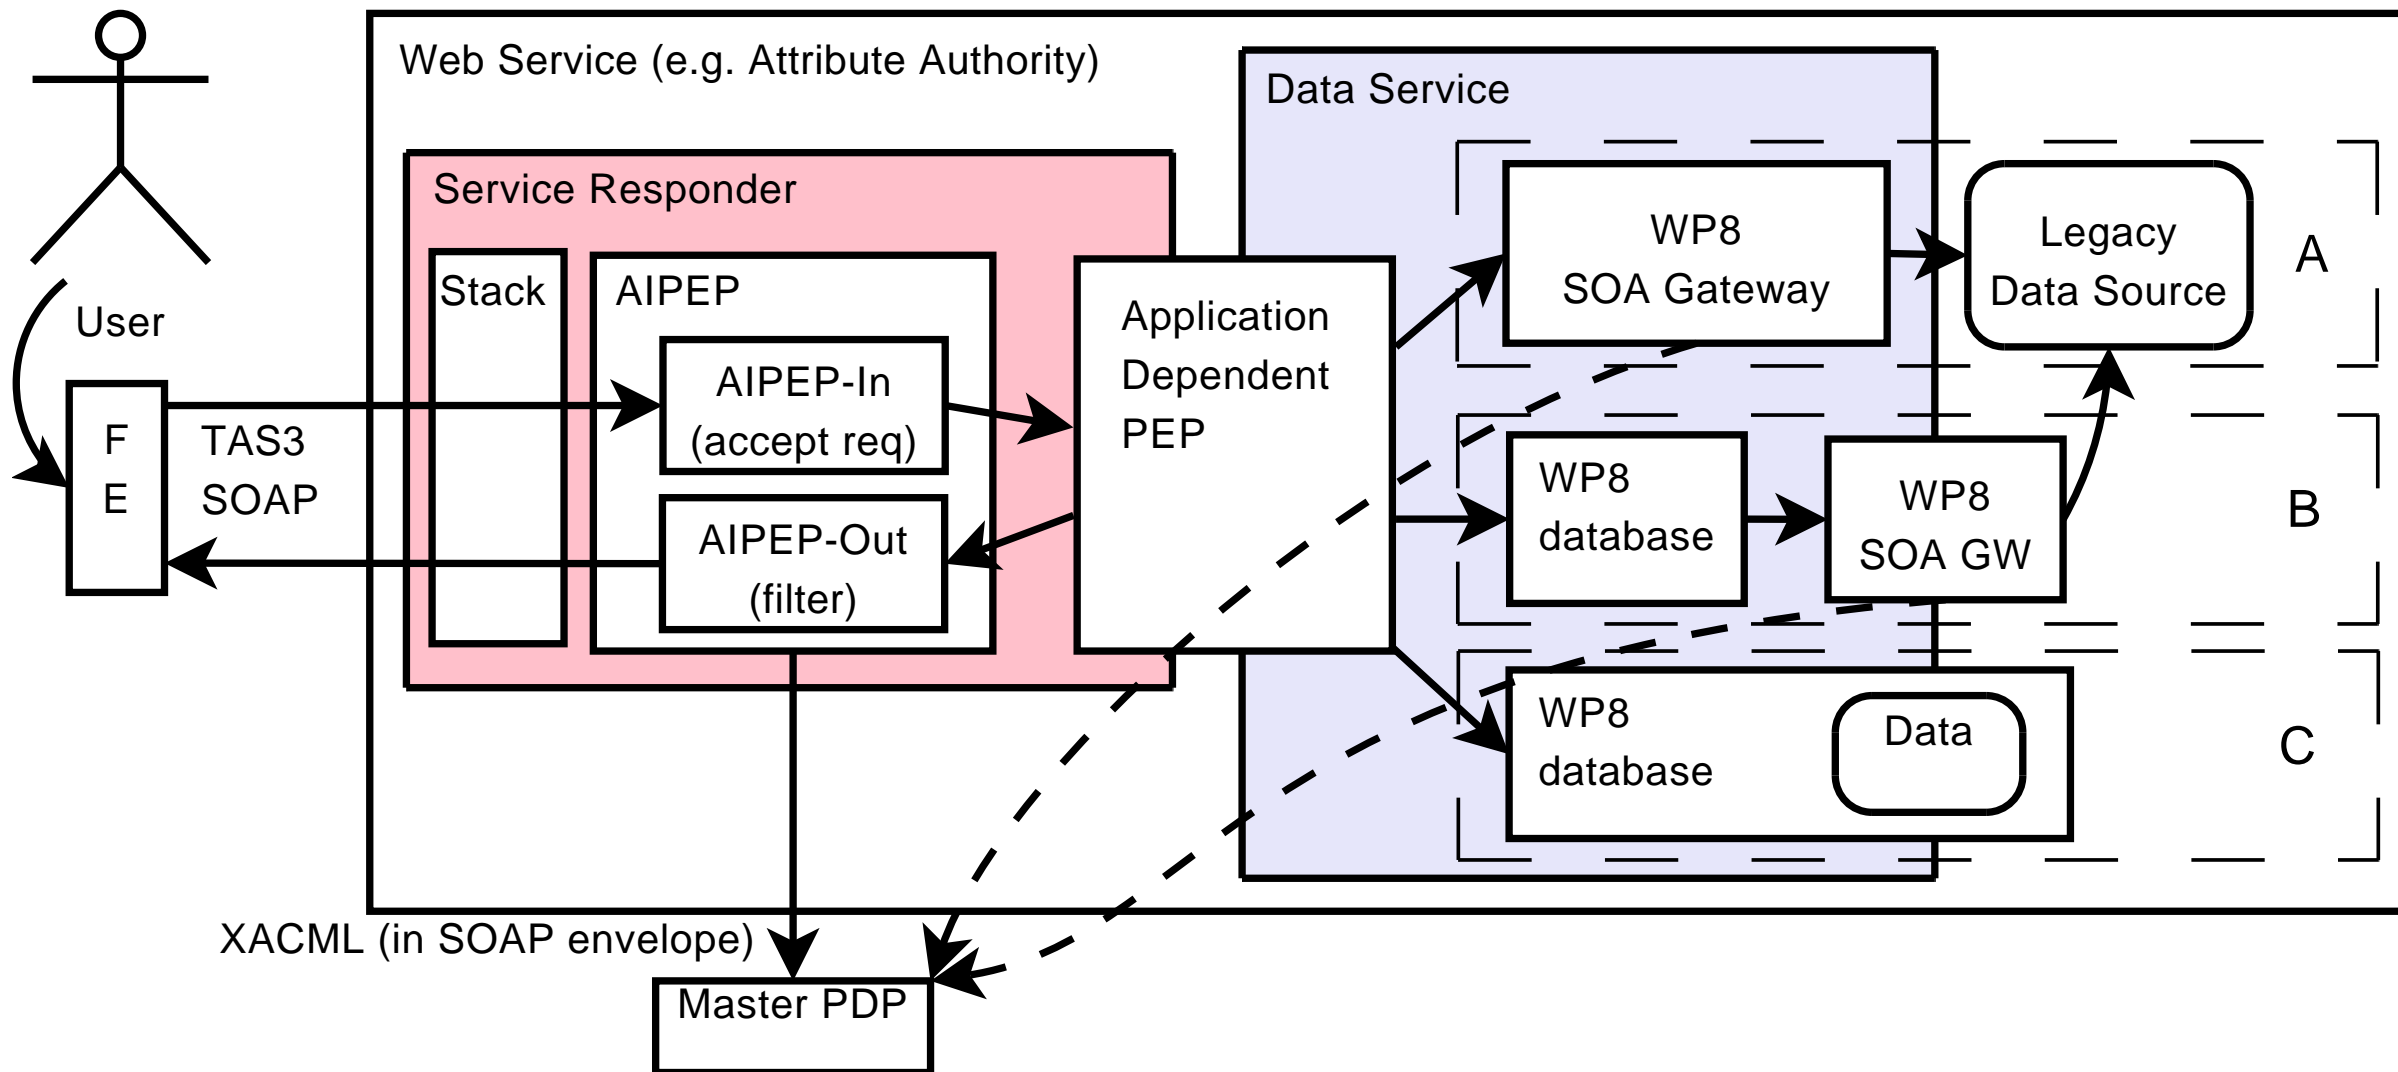 Web Service (e.g. Attribute Authority)
Data Service
Service Responder
Stack
AIPEP
AIPEP-In
(accept req)
AIPEP-Out
(filter)
Application
Dependent
PEP
WP8
SOA Gateway
Legacy
Data Source
A
User
F
E
TAS3
SOAP
WP8
database
WP8
SOA GW
B
WP8
database
Data
C
XACML (in SOAP envelope)
Master PDP